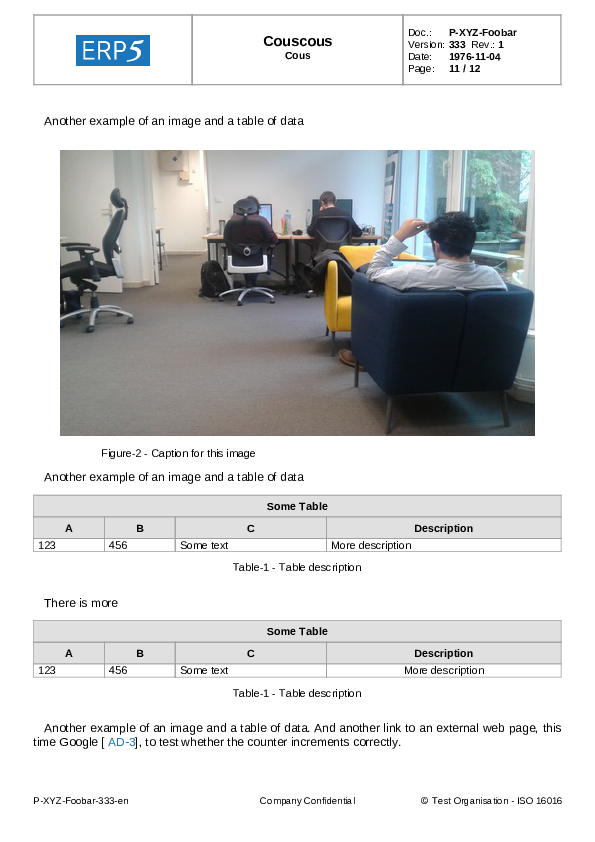 ERP5
Couscous
Cous
Doc.: P-XYZ-Foobar
Version: 333 Rev.: 1
Date: 1976-11-04
Page: 11 / 12
Another example of an image and a table of data
Figure-2 - Caption for this image
Another example of an image and a table of data
Some Table
A B C Description
123 456 Some text More description
Table-1 - Table description
There is more
Some Table
A B C Description
123 456 Some text More description
Table-1 - Table description
Another example of an image and a table of data. And another link to an external web page, this
time Google [ AD-3], to test whether the counter increments correctly.
P-XYZ-Foobar-333-en Company Confidential © Test Organisation - ISO 16016